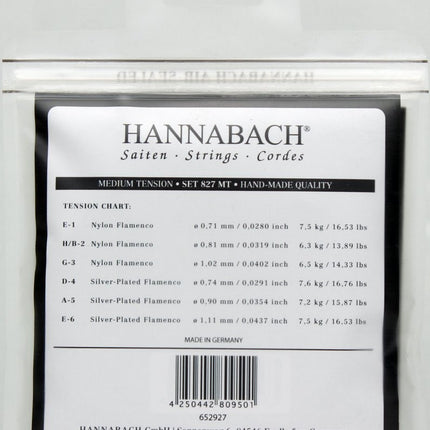 HANNABACH AIR SEALED
HANNABACH®
Saiten · Strings · Cordes
MEDIUM TENSION • SET 827 MT • HAND-MADE QUALITY
TENSION CHART:
E-1 Nylon Flamenco ø 0,71 mm / 0,0280 inch 7,5 kg / 16.53 lbs
H/B-2 Nylon Flamenco ø 0,81 mm / 0,0319 inch 6,3 kg / 13,89 lbs
G-3 Nylon Flamenco ø 1,02 mm / 0,0402 inch 6,5 kg / 14,33 lbs
D-4 Silver-Plated Flamenco ø 0,74 mm / 0,0291 inch 7,6 kg / 16,76 lbs
A-5 Silver-Plated Flamenco ø 0,90 mm / 0,0354 inch 7,2 kg / 15,87 lbs
E-6 Silver-Plated Flamenco ø 1,11 mm / 0,0437 inch 7,5 kg / 16.53 lbs
MADE IN GERMANY
4 250442 809501
652927
HANNABACH GmbH